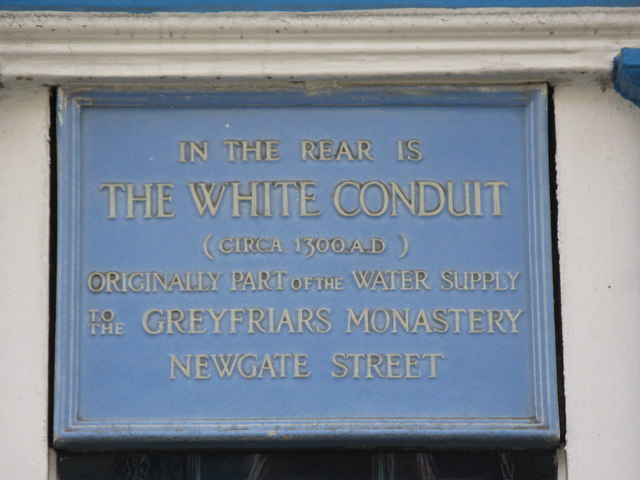 IN THE REAR IS
THE WHITE CONDUIT
( CIRCA 1300.A.D )
ORIGINALLY PART OF THE WATER SUPPLY
TO THE GREYFRIARS MONASTERY
NEWGATE STREET